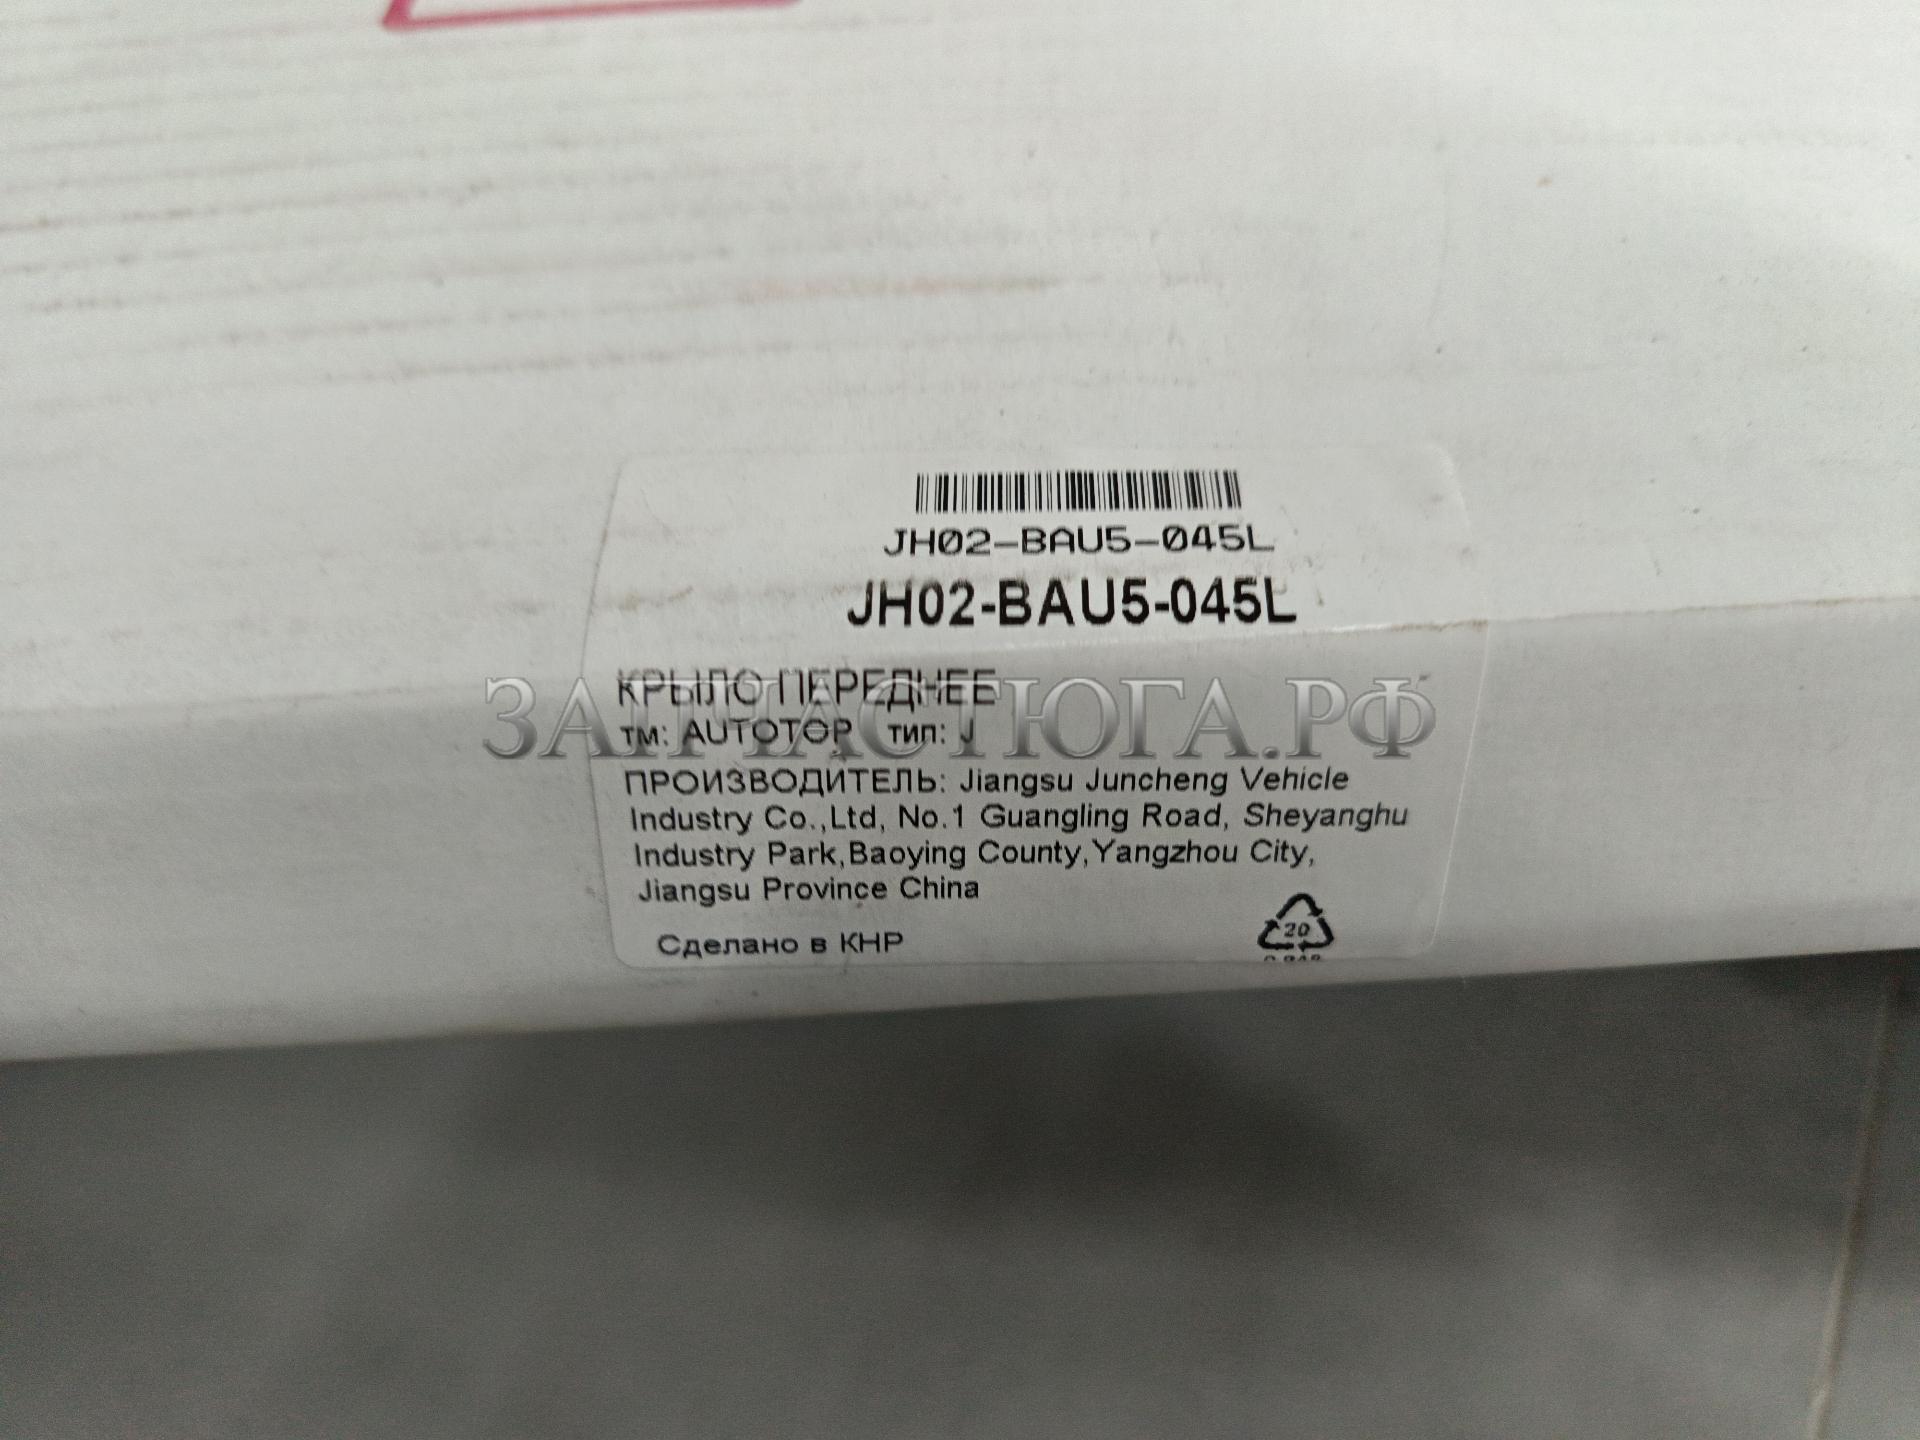 JH02-BAU5-045L
JH02-BAU5-045L
КРЫЛО ПЕРЕДНЕЕ
ЗАПЧАСТЮГА.РФ
тм: AUTOTOP тип: J
ПРОИЗВОДИТЕЛЬ: Jiangsu Juncheng Vehicle
Industry Co.,Ltd, No.1 Guangling Road, Sheyanghu
Industry Park,Baoying County,Yangzhou City,
Jiangsu Province China
Сделано в КНР
20